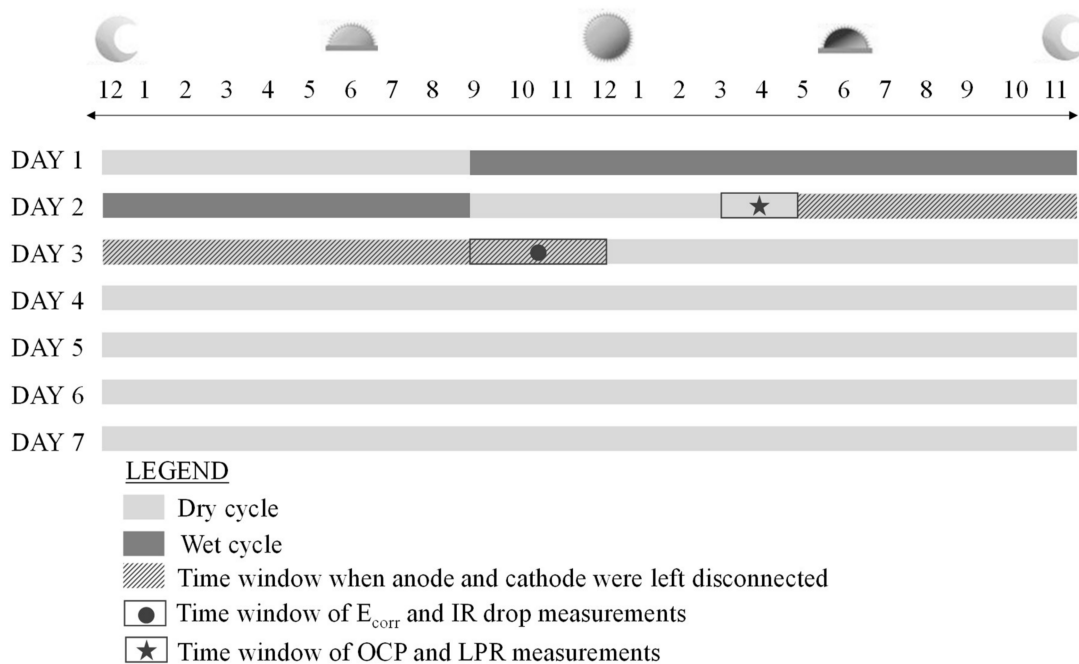 12 1 2 3 4 5 6 7 8 9 10 11 12 1 2 3 4 5 6 7 8 9 10 11
DAY 1
DAY 2
DAY 3
DAY 4
DAY 5
DAY 6
DAY 7
LEGEND
Dry cycle
Wet cycle
Time window when anode and cathode were left disconnected
Time window of Ecorr and IR drop measurements
Time window of OCP and LPR measurements